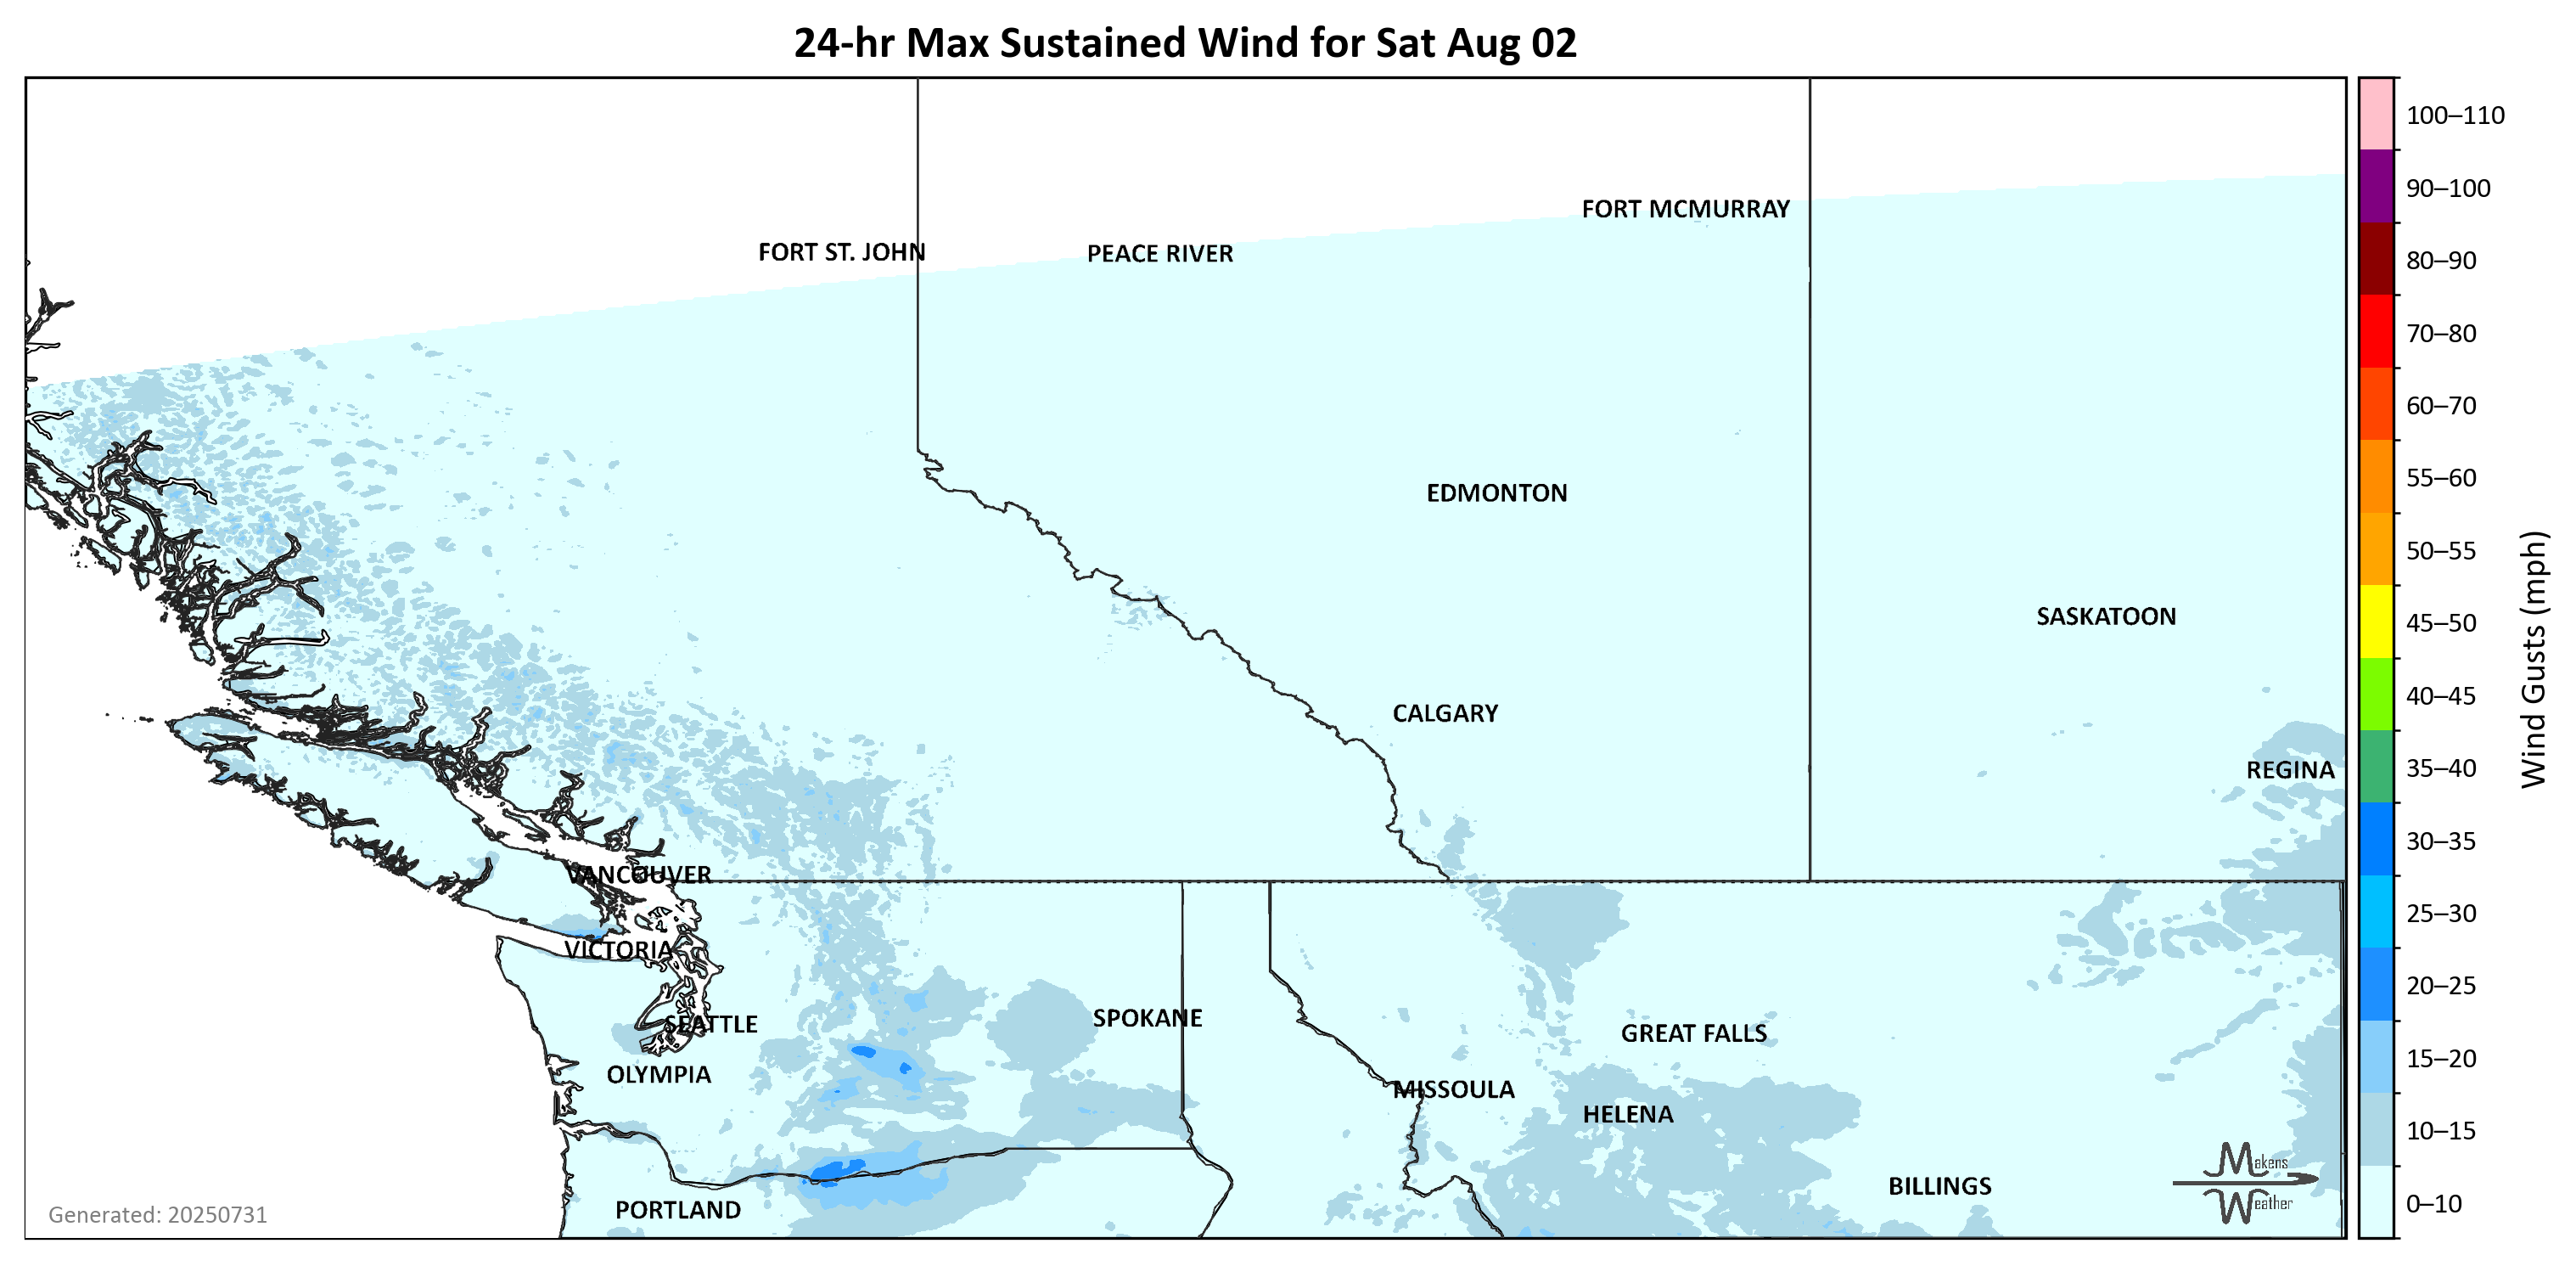 24-hr Max Sustained Wind for Sat Aug 02
100–110
90–100
80–90
70–80
60–70
55–60
50–55
45–50
40–45
35–40
30–35
25–30
20–25
15–20
10–15
0–10
Wind Gusts (mph)
FORT MCMURRAY
FORT ST. JOHN
PEACE RIVER
EDMONTON
SASKATOON
CALGARY
REGINA
VANCOUVER
VICTORIA
SEATTLE
SPOKANE
GREAT FALLS
OLYMPIA
MISSOULA
HELENA
BILLINGS
PORTLAND
Makens
Weather
Generated: 20250731